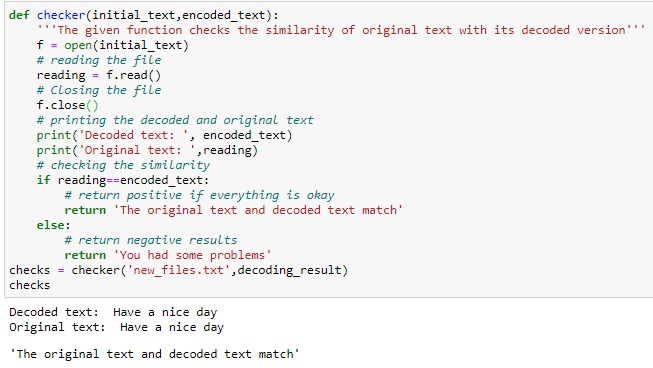 def checker(initial_text,encoded_text):
    '''The given function checks the similarity of original text with its decoded version'''
    f = open(initial_text)
    # reading the file
    reading = f.read()
    # Closing the file
    f.close()
    # printing the decoded and original text
    print('Decoded text: ', encoded_text)
    print('Original text: ',reading)
    # checking the similarity
    if reading==encoded_text:
        # return positive if everything is okay
        return 'The original text and decoded text match'
    else:
        # return negative results
        return 'You had some problems'
checks = checker('new_files.txt',decoding_result)
checks
Decoded text:  Have a nice day
Original text:  Have a nice day
'The original text and decoded text match'